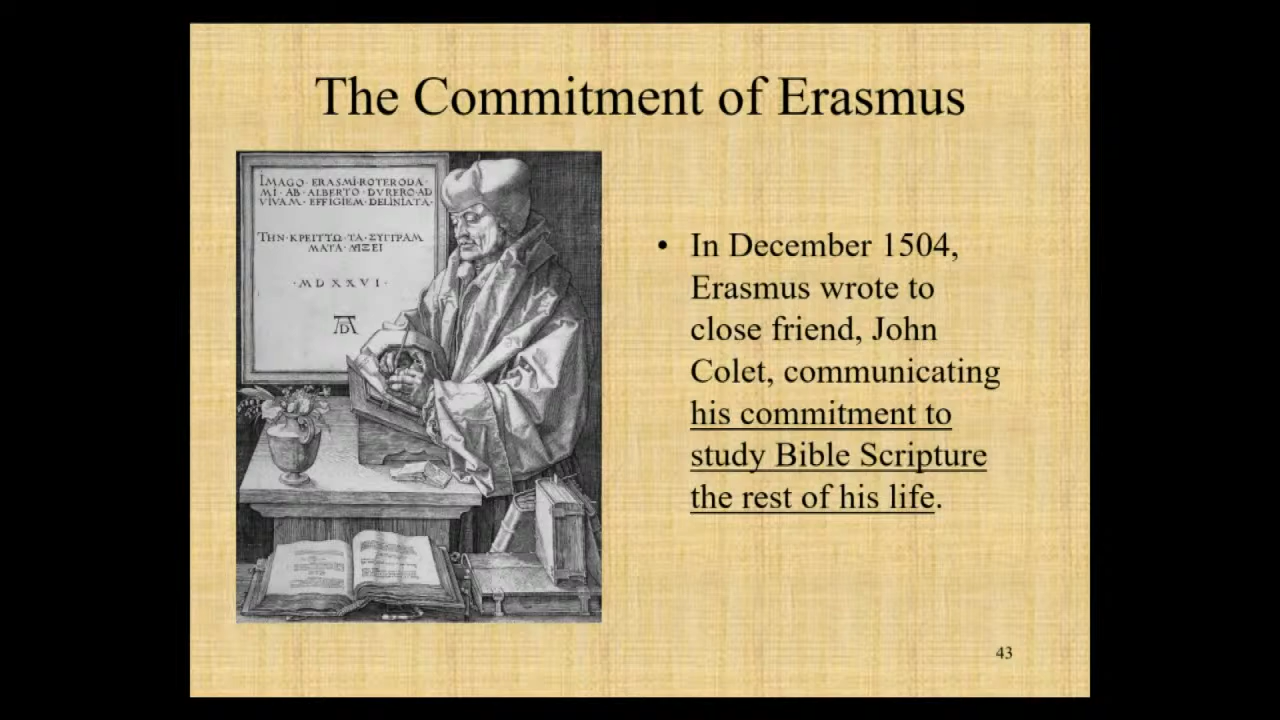 The Commitment of Erasmus
IMAGO · ERASMI · ROTERODA ·
MI · AB · ALBERTO · DVRERO · AD
VIVAM · EFFIGIEM · DELINIATA ·
ΤΗΝ · ΚΡΕΙΤΤΩ · ΤΑ · ΣΥΓΓΡΑΜ
ΜΑΤΑ · ΔΙΞΕΙ
· MDXXVI ·
AD
• In December 1504,
Erasmus wrote to
close friend, John
Colet, communicating
his commitment to
study Bible Scripture
the rest of his life.
43